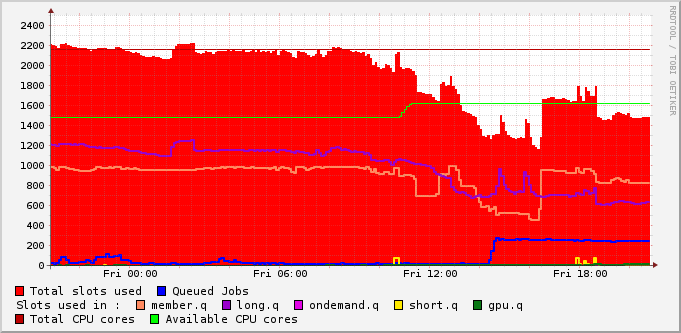 2400
2200
2000
1800
1600
1400
1200
1000
800
600
400
200
0
Fri 00:00 Fri 06:00 Fri 12:00 Fri 18:00
Total slots used Queued Jobs
Slots used in : member.q long.q ondemand.q short.q gpu.q
Total CPU cores Available CPU cores
RRDTOOL / TOBI OETIKER